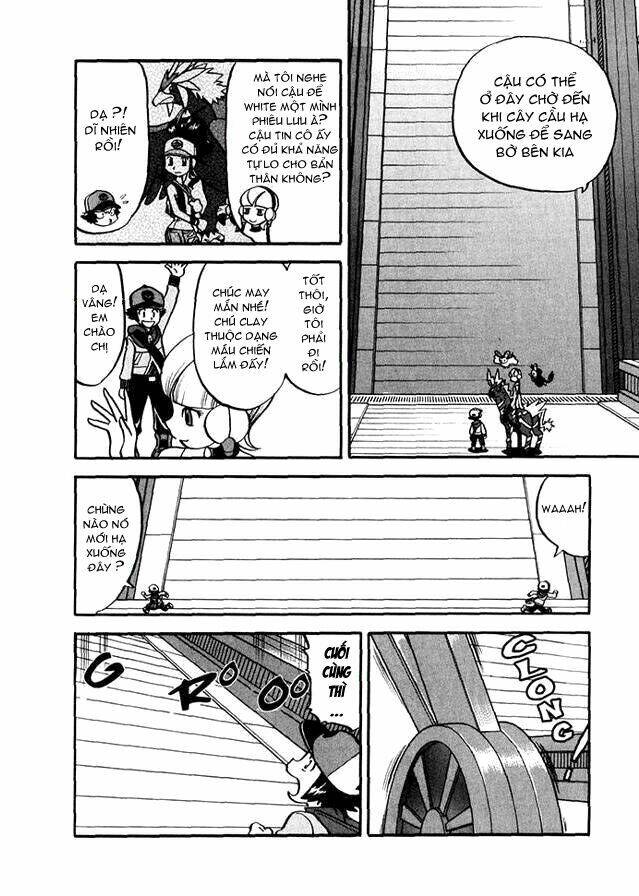 CẬU CÓ THỂ
Ở ĐÂY CHỜ ĐẾN
KHI CÂY CẦU HẠ
XUỐNG ĐỂ SANG
BỜ BÊN KIA
MÀ TÔI NGHE
NÓI CẬU ĐỂ
WHITE MỘT MÌNH
PHIÊU LƯU À?
CẬU TIN CÔ ẤY
CÓ ĐỦ KHẢ NĂNG
TỰ LO CHO BẢN
THÂN KHÔNG?
DẠ ?!
DĨ NHIÊN
RỒI!
TỐT
THÔI,
GIỜ
TÔI
PHẢI
ĐI
RỒI!
CHÚC MAY
MẮN NHÉ!
CHÚ CLAY
THUỘC DẠNG
MÁU CHIẾN
LẮM ĐẤY!
DẠ
VÂNG!
EM
CHÀO
CHỊ
WAAAH!
CHỪNG
NÀO NÓ
MỚI HẠ
XUỐNG
ĐÂY ?
CLONG
CUỐI
CÙNG
THÌ
...
GROOO